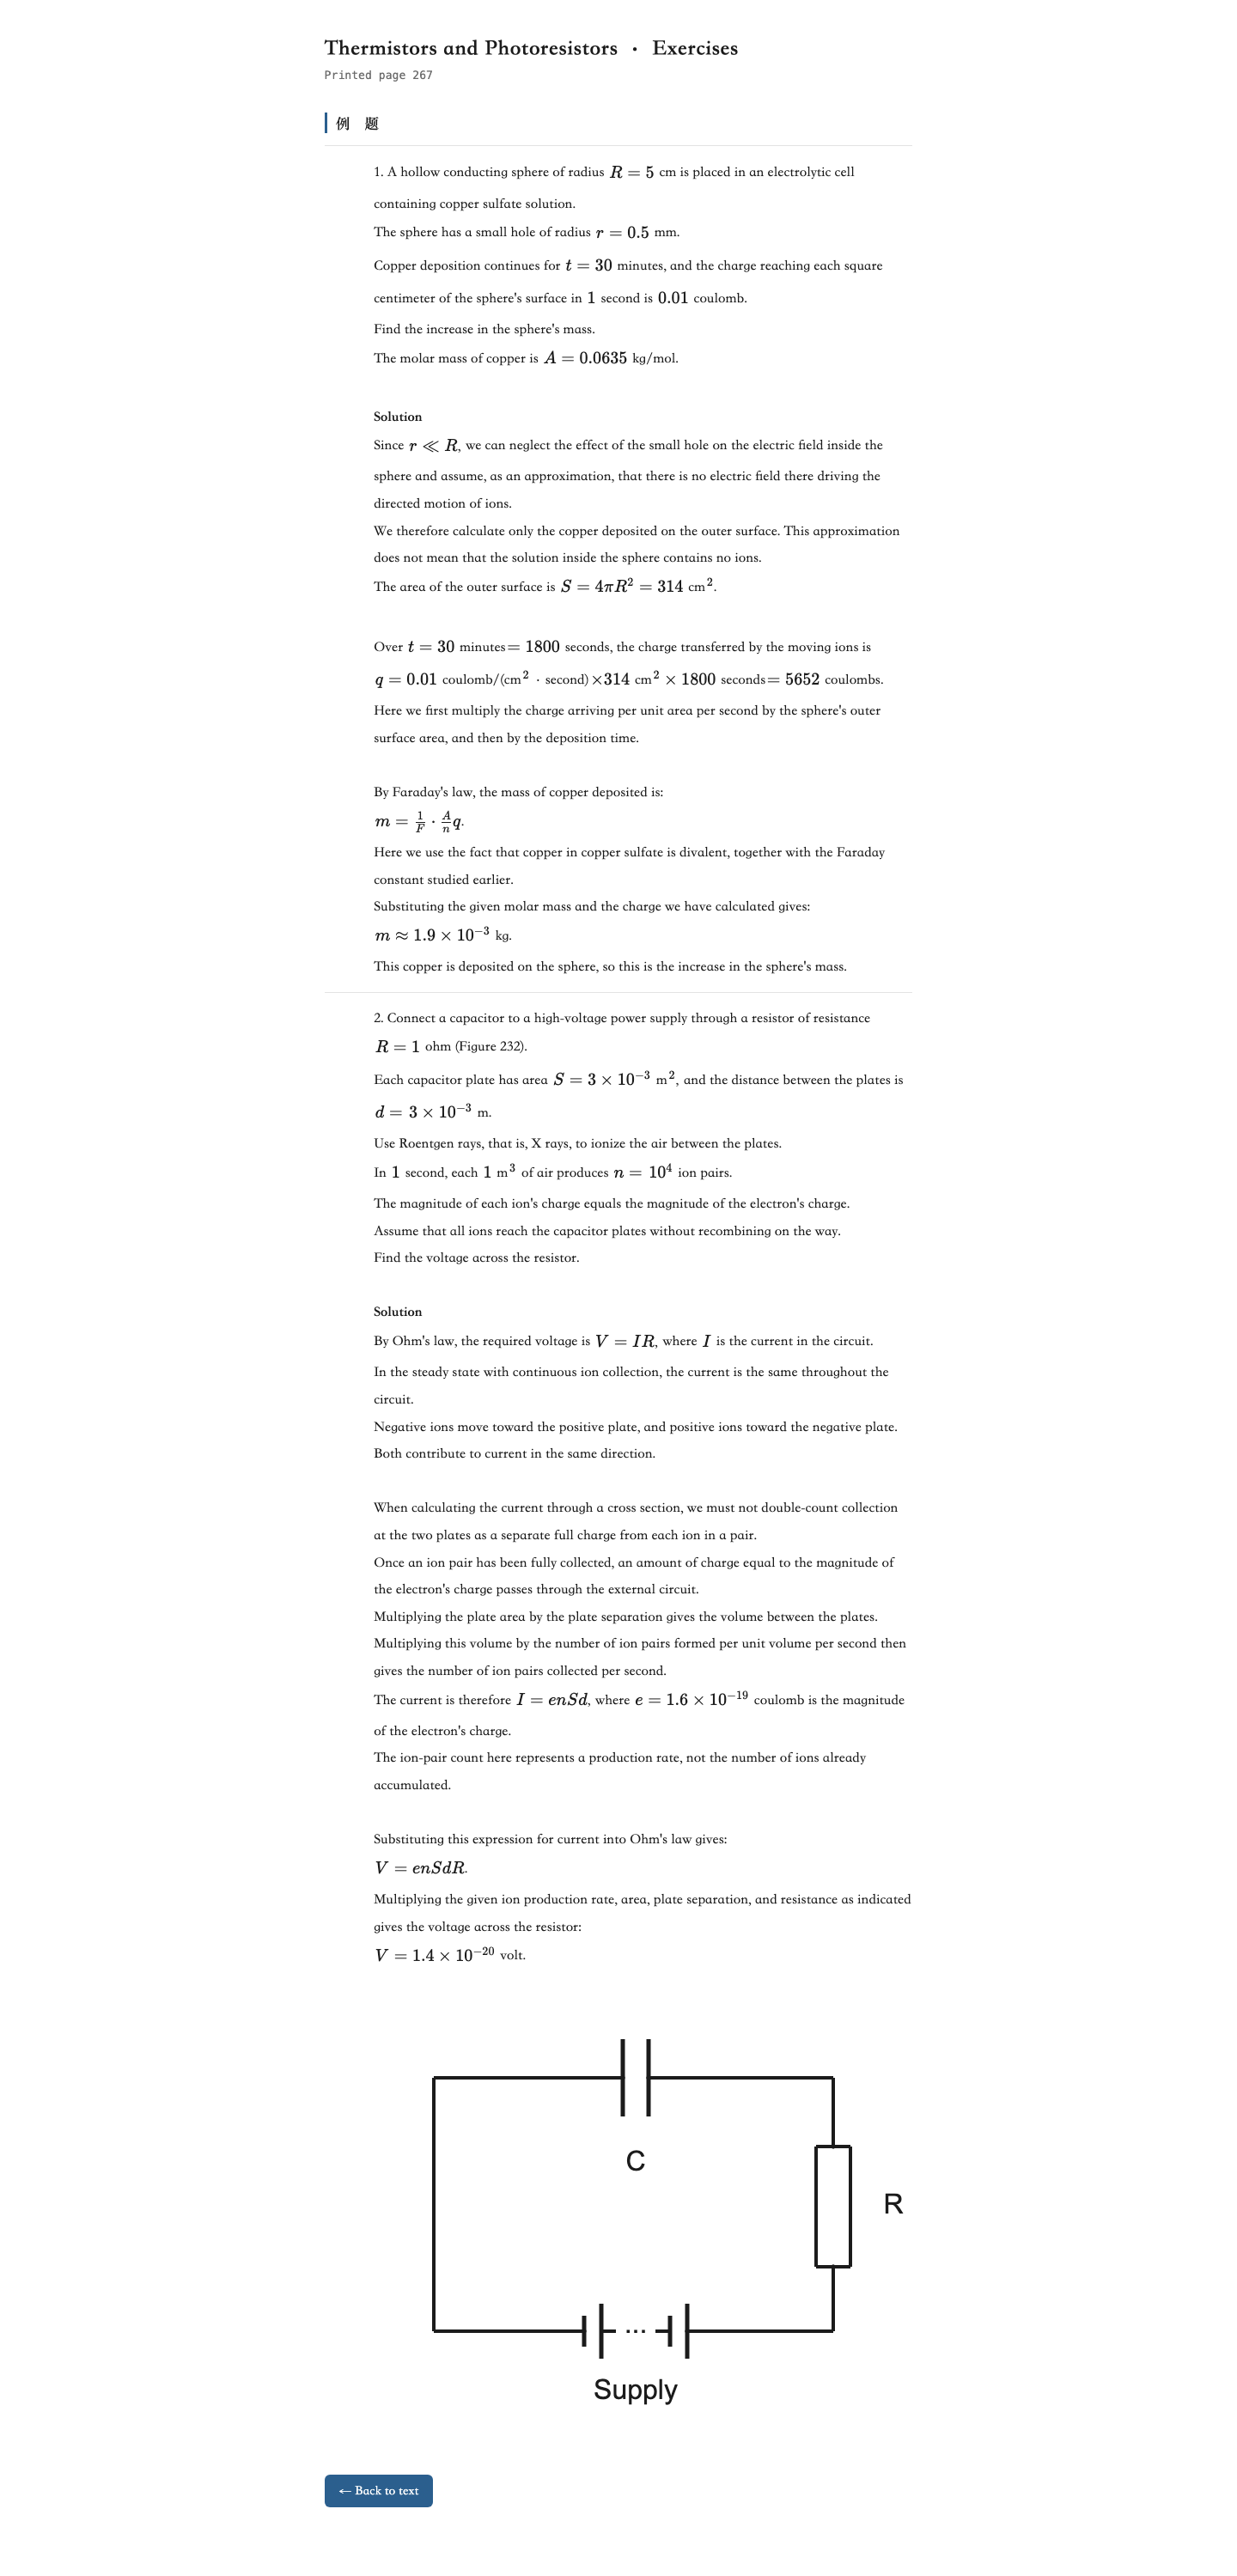 Thermistors and Photoresistors · Exercises
Printed page 267
例 题
1. A hollow conducting sphere of radius R = 5 cm is placed in an electrolytic cell
containing copper sulfate solution.
The sphere has a small hole of radius r = 0.5 mm.
Copper deposition continues for t = 30 minutes, and the charge reaching each square
centimeter of the sphere's surface in 1 second is 0.01 coulomb.
Find the increase in the sphere's mass.
The molar mass of copper is A = 0.0635 kg/mol.
Solution
Since r ≪ R, we can neglect the effect of the small hole on the electric field inside the
sphere and assume, as an approximation, that there is no electric field there driving the
directed motion of ions.
We therefore calculate only the copper deposited on the outer surface. This approximation
does not mean that the solution inside the sphere contains no ions.
The area of the outer surface is S = 4πR² = 314 cm².
Over t = 30 minutes= 1800 seconds, the charge transferred by the moving ions is
q = 0.01 coulomb/(cm² · second)×314 cm² × 1800 seconds= 5652 coulombs.
Here we first multiply the charge arriving per unit area per second by the sphere's outer
surface area, and then by the deposition time.
By Faraday's law, the mass of copper deposited is:
m = 1/F · A/n q.
Here we use the fact that copper in copper sulfate is divalent, together with the Faraday
constant studied earlier.
Substituting the given molar mass and the charge we have calculated gives:
m ≈ 1.9 × 10⁻³ kg.
This copper is deposited on the sphere, so this is the increase in the sphere's mass.
2. Connect a capacitor to a high-voltage power supply through a resistor of resistance
R = 1 ohm (Figure 232).
Each capacitor plate has area S = 3 × 10⁻³ m², and the distance between the plates is
d = 3 × 10⁻³ m.
Use Roentgen rays, that is, X rays, to ionize the air between the plates.
In 1 second, each 1 m³ of air produces n = 10⁴ ion pairs.
The magnitude of each ion's charge equals the magnitude of the electron's charge.
Assume that all ions reach the capacitor plates without recombining on the way.
Find the voltage across the resistor.
Solution
By Ohm's law, the required voltage is V = IR, where I is the current in the circuit.
In the steady state with continuous ion collection, the current is the same throughout the
circuit.
Negative ions move toward the positive plate, and positive ions toward the negative plate.
Both contribute to current in the same direction.
When calculating the current through a cross section, we must not double-count collection
at the two plates as a separate full charge from each ion in a pair.
Once an ion pair has been fully collected, an amount of charge equal to the magnitude of
the electron's charge passes through the external circuit.
Multiplying the plate area by the plate separation gives the volume between the plates.
Multiplying this volume by the number of ion pairs formed per unit volume per second then
gives the number of ion pairs collected per second.
The current is therefore I = enSd, where e = 1.6 × 10⁻¹⁹ coulomb is the magnitude
of the electron's charge.
The ion-pair count here represents a production rate, not the number of ions already
accumulated.
Substituting this expression for current into Ohm's law gives:
V = enSdR.
Multiplying the given ion production rate, area, plate separation, and resistance as indicated
gives the voltage across the resistor:
V = 1.4 × 10⁻²⁰ volt.
C
R
...
Supply
← Back to text